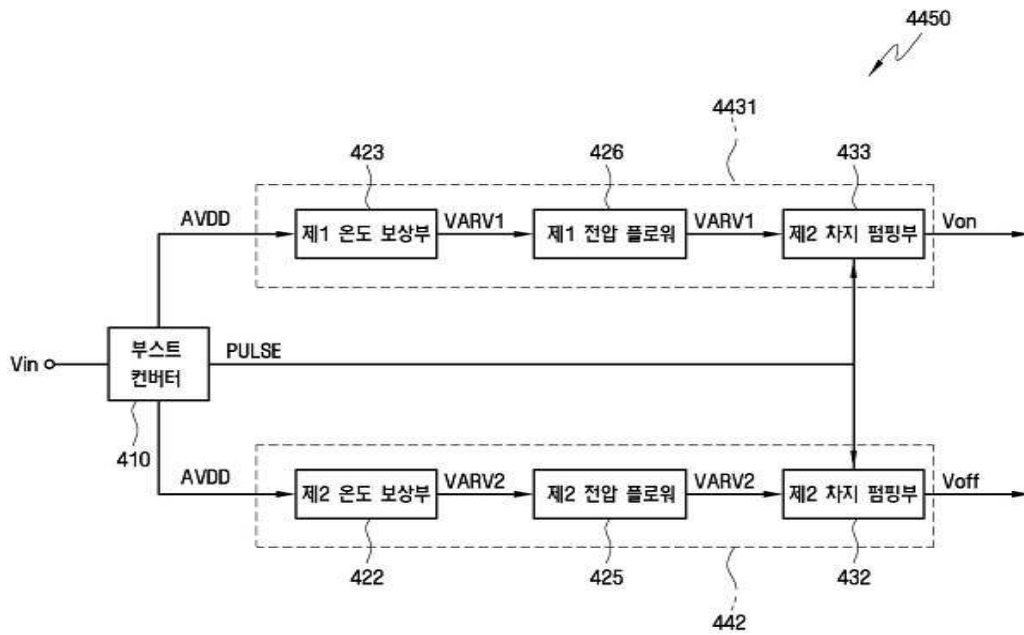 4450
4431
423
426
433
AVDD
제1 온도 보상부
VARV1
제1 전압 플로워
VARV1
제2 차지 펌핑부
Von
Vin
부스트
컨버터
PULSE
410
AVDD
제2 온도 보상부
VARV2
제2 전압 플로워
VARV2
제2 차지 펌핑부
Voff
422
425
432
442